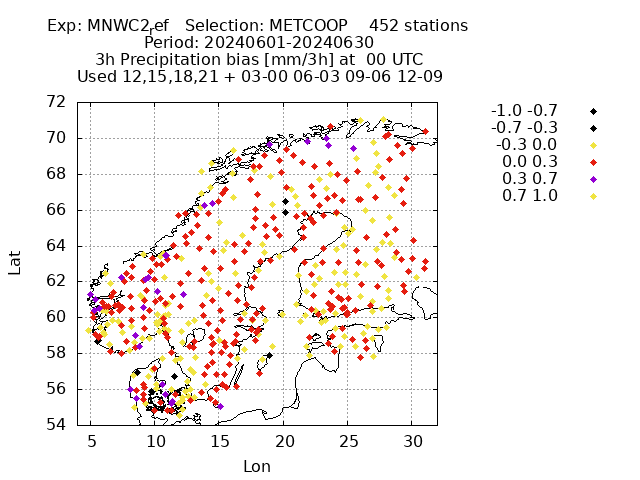 Exp: MNWC2ref   Selection: METCOOP    452 stations
Period: 20240601-20240630
3h Precipitation bias [mm/3h] at  00 UTC
Used 12,15,18,21 + 03-00 06-03 09-06 12-09
72
70
68
66
64
62
60
58
56
54
5 10 15 20 25 30
Lat
Lon
-1.0 -0.7
-0.7 -0.3
-0.3 0.0
0.0 0.3
0.3 0.7
0.7 1.0